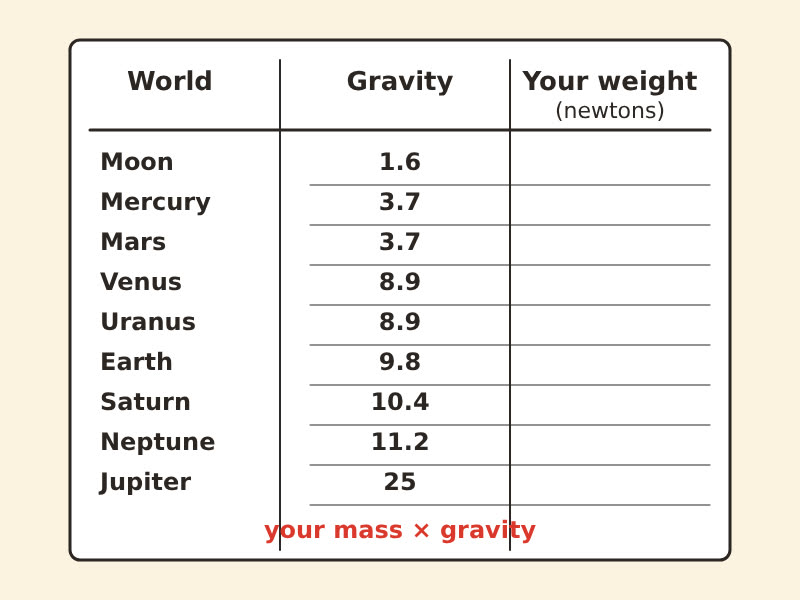 World Gravity Your weight
(newtons)
Moon 1.6
Mercury 3.7
Mars 3.7
Venus 8.9
Uranus 8.9
Earth 9.8
Saturn 10.4
Neptune 11.2
Jupiter 25
your mass × gravity